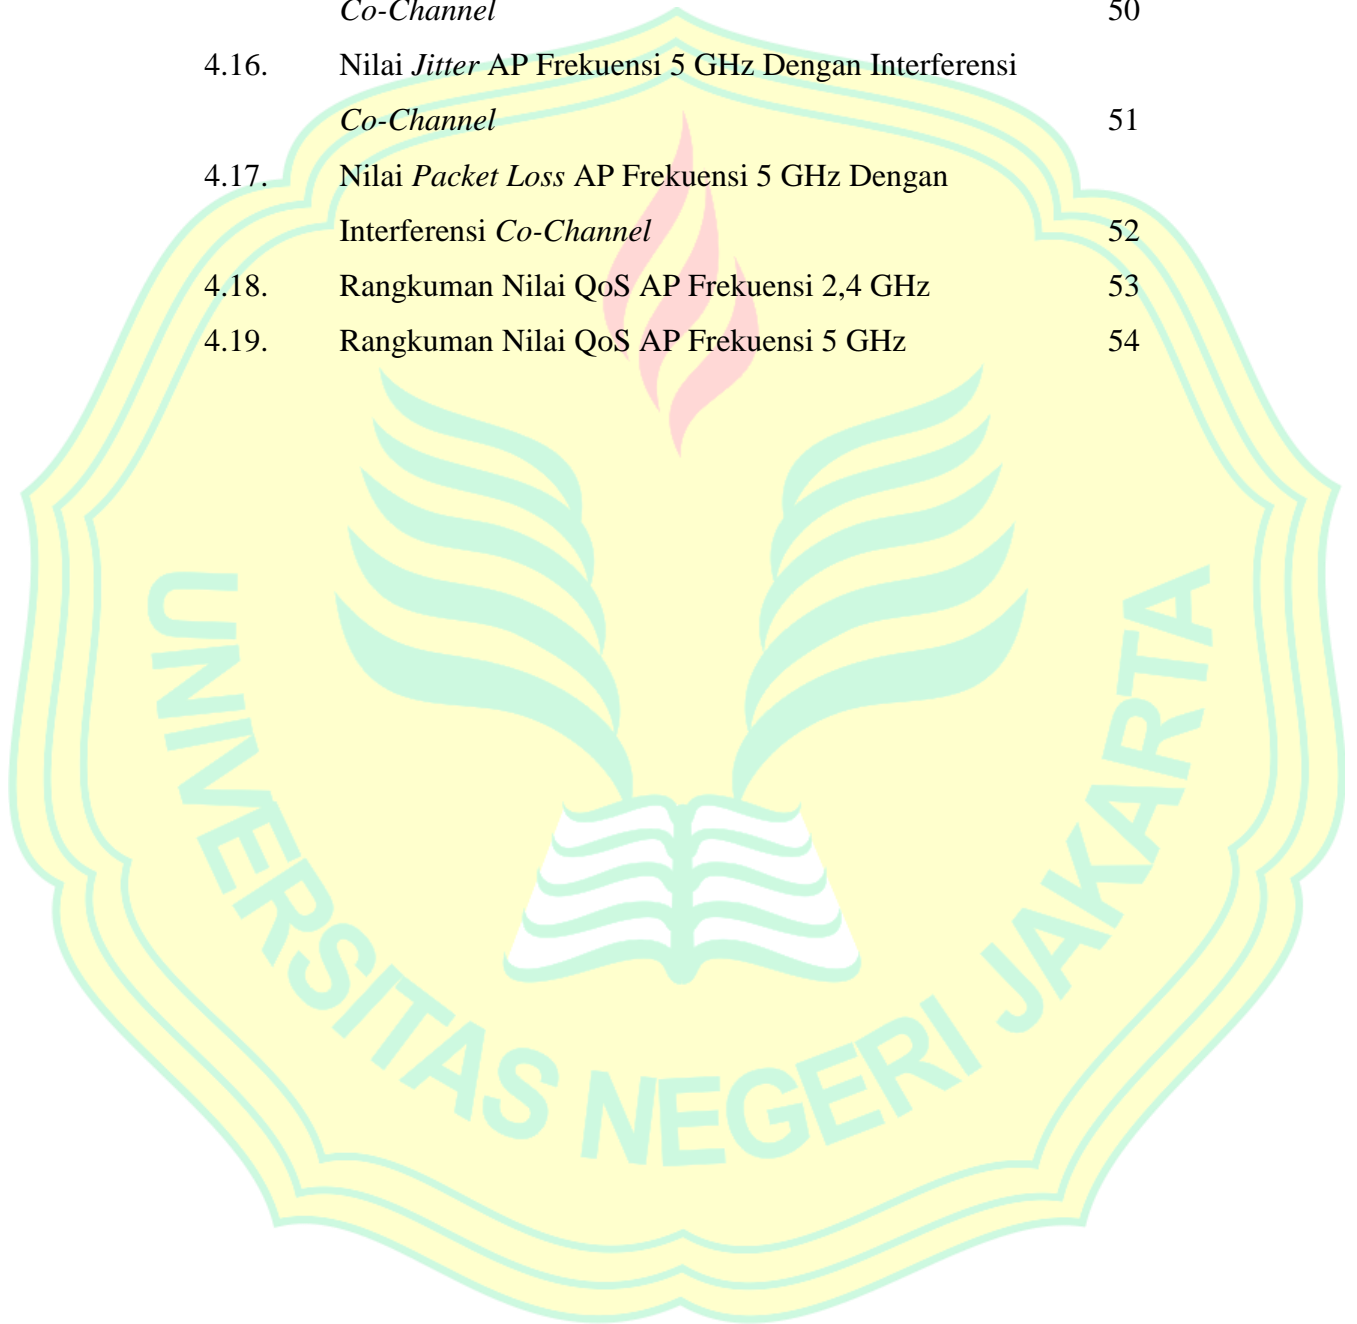 Co-Channel 50
4.16. Nilai Jitter AP Frekuensi 5 GHz Dengan Interferensi
Co-Channel 51
4.17. Nilai Packet Loss AP Frekuensi 5 GHz Dengan
Interferensi Co-Channel 52
4.18. Rangkuman Nilai QoS AP Frekuensi 2,4 GHz 53
4.19. Rangkuman Nilai QoS AP Frekuensi 5 GHz 54
UNIVERSITAS NEGERI JAKARTA